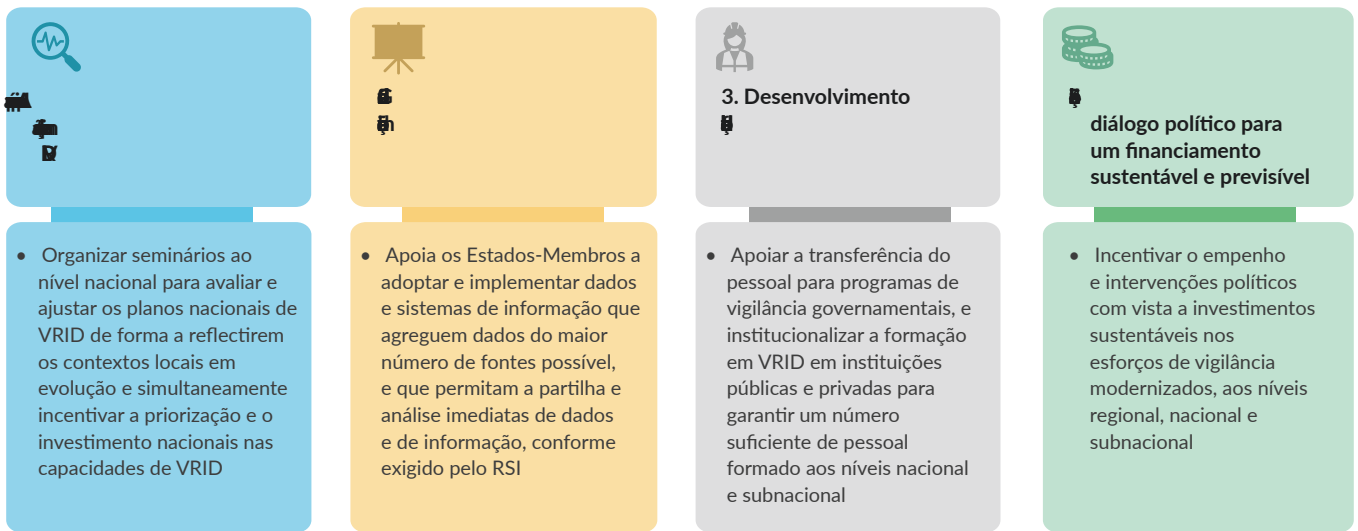 Organizar seminários ao
nível nacional para avaliar e
ajustar os planos nacionais de
VRID de forma a reflectirem
os contextos locais em
evolução e simultaneamente
incentivar a priorização e o
investimento nacionais nas
capacidades de VRID
Apoia os Estados-Membros a
adoptar e implementar dados
e sistemas de informação que
agreguem dados do maior
número de fontes possível,
e que permitam a partilha e
análise imediatas de dados
e de informação, conforme
exigido pelo RSI
3. Desenvolvimento
Apoiar a transferência do
pessoal para programas de
vigilância governamentais, e
institucionalizar a formação
em VRID em instituições
públicas e privadas para
garantir um número
suficiente de pessoal
formado aos níveis nacional
e subnacional
diálogo político para
um financiamento
sustentável e previsível
Incentivar o empenho
e intervenções políticos
com vista a investimentos
sustentáveis nos
esforços de vigilância
modernizados, aos níveis
regional, nacional e
subnacional